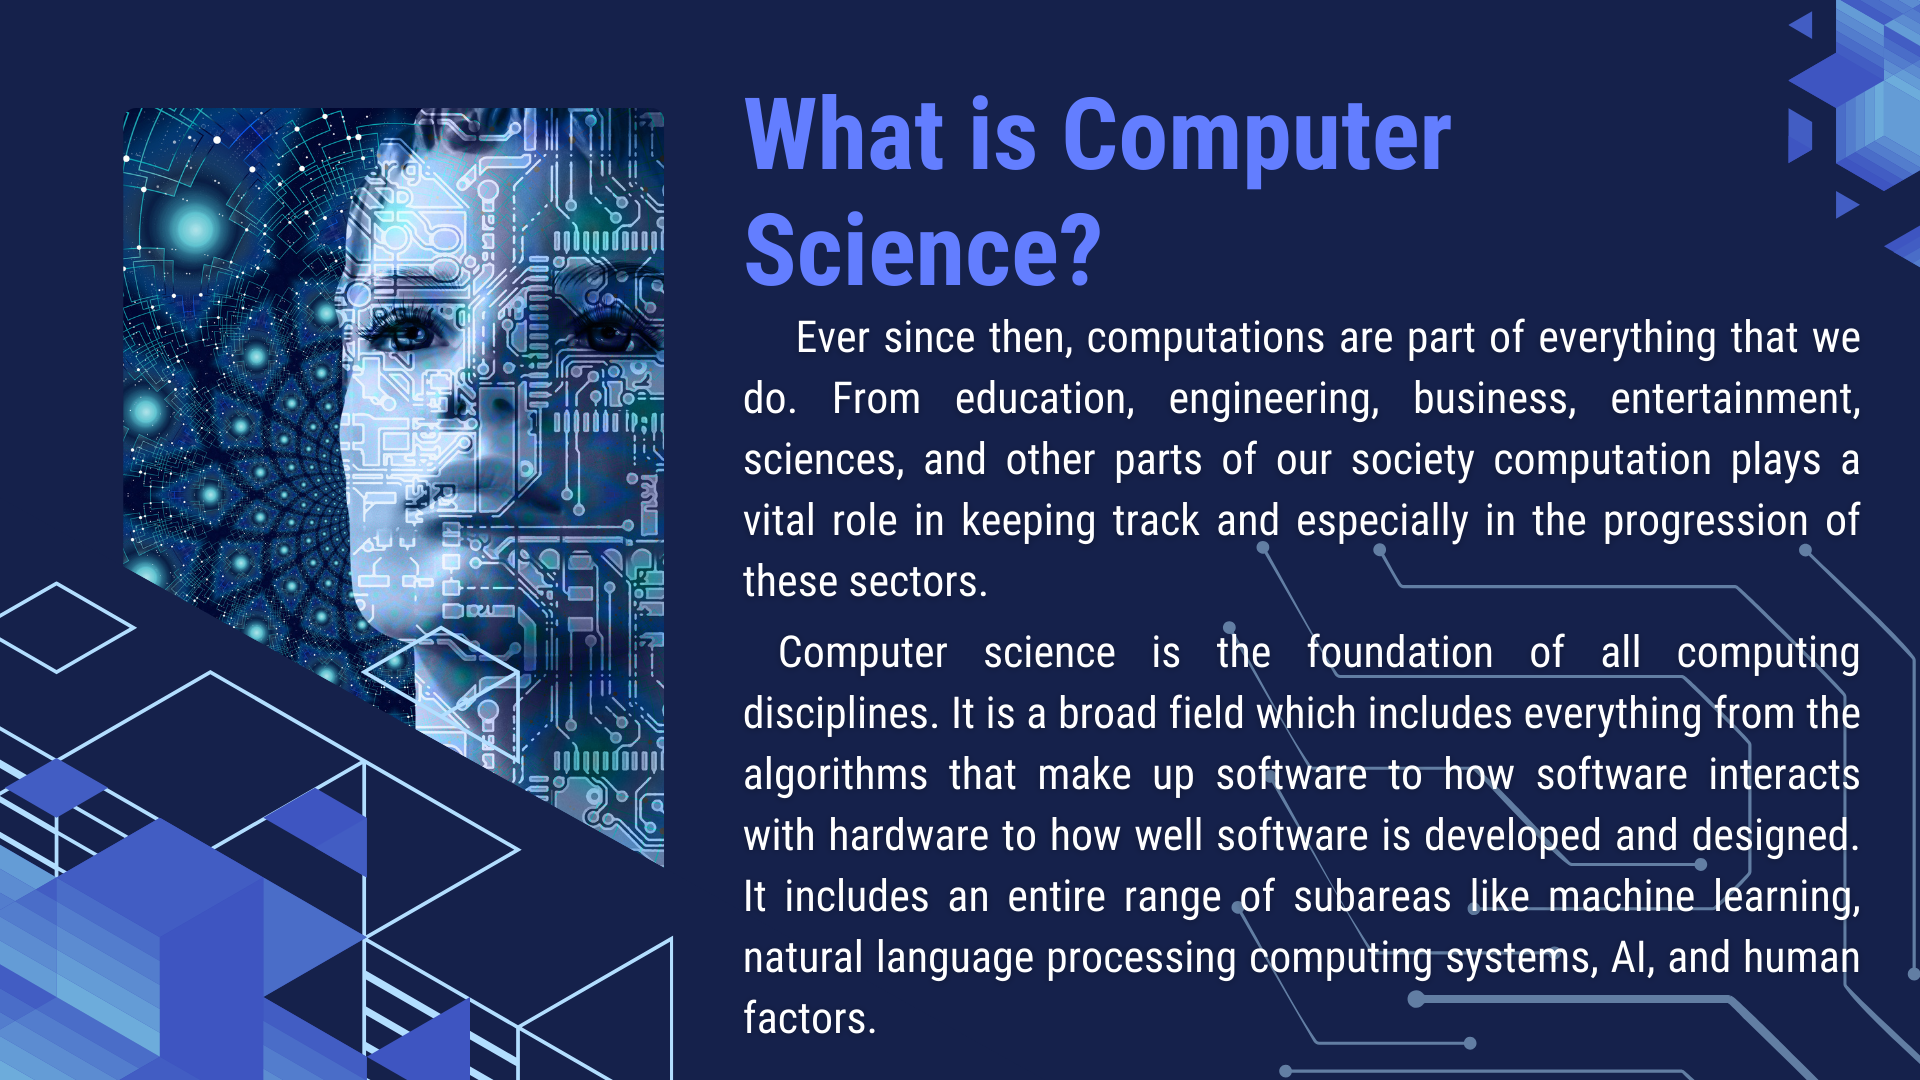 What is Computer
Science?
Ever since then, computations are part of everything that we
do. From education, engineering, business, entertainment,
sciences, and other parts of our society computation plays a
vital role in keeping track and especially in the progression of
these sectors.
Computer science is the foundation of all computing
disciplines. It is a broad field which includes everything from the
algorithms that make up software to how software interacts
with hardware to how well software is developed and designed.
It includes an entire range of subareas like machine learning,
natural language processing computing systems, AI, and human
factors.